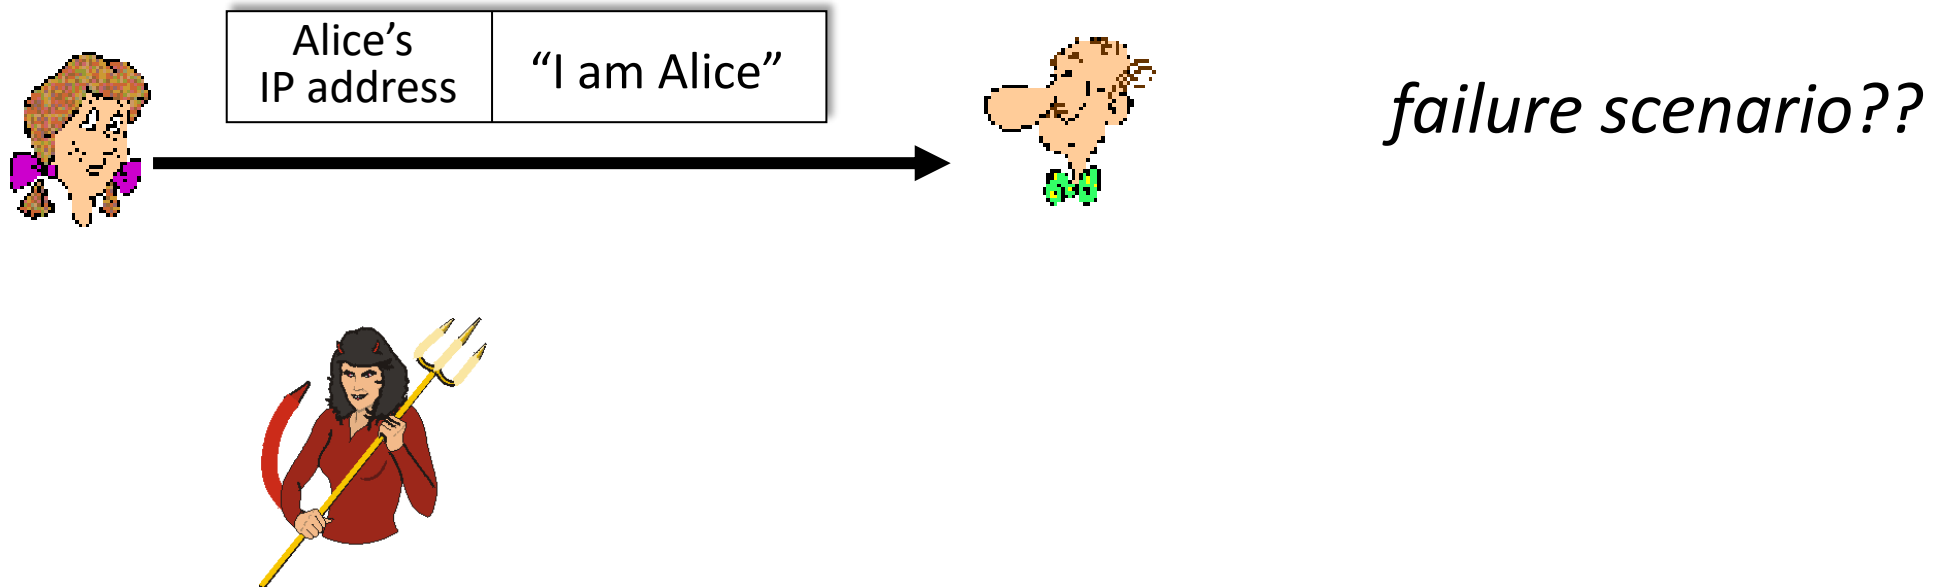 Alice’s
IP address
“I am Alice”
failure scenario??